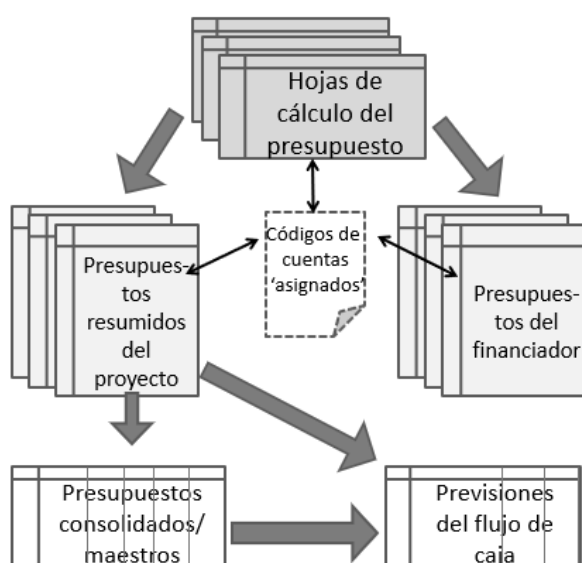 Hojas de
cálculo del
presupuesto
Códigos de
cuentas
‘asignados’
Presupues-
tos
resumidos
del
proyecto
Presupues-
tos del
financiador
Presupuestos
consolidados/
maestros
Previsiones
del flujo de
caja